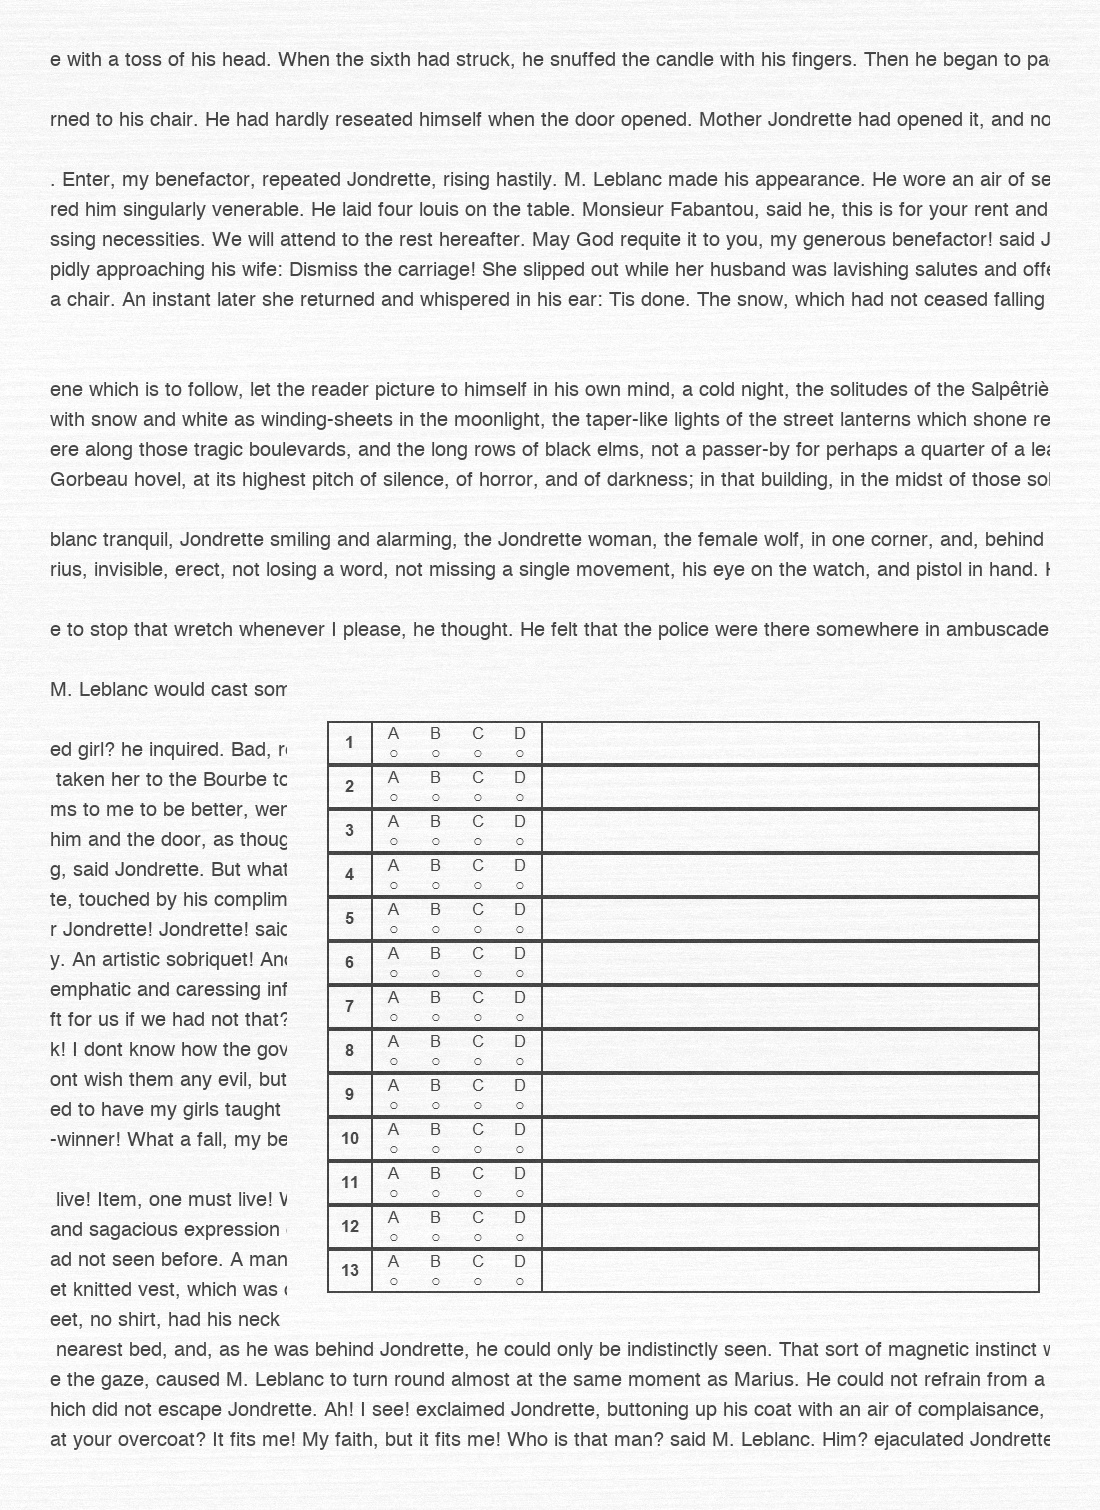 e with a toss of his head. When the sixth had struck, he snuffed the candle with his fingers. Then he began to pa
rned to his chair. He had hardly reseated himself when the door opened. Mother Jondrette had opened it, and no
. Enter, my benefactor, repeated Jondrette, rising hastily. M. Leblanc made his appearance. He wore an air of se
red him singularly venerable. He laid four louis on the table. Monsieur Fabantou, said he, this is for your rent and
ssing necessities. We will attend to the rest hereafter. May God requite it to you, my generous benefactor! said J
pidly approaching his wife: Dismiss the carriage! She slipped out while her husband was lavishing salutes and offe
a chair. An instant later she returned and whispered in his ear: Tis done. The snow, which had not ceased falling
ene which is to follow, let the reader picture to himself in his own mind, a cold night, the solitudes of the Salpêtriè
with snow and white as winding-sheets in the moonlight, the taper-like lights of the street lanterns which shone re
ere along those tragic boulevards, and the long rows of black elms, not a passer-by for perhaps a quarter of a lea
Gorbeau hovel, at its highest pitch of silence, of horror, and of darkness; in that building, in the midst of those sol
blanc tranquil, Jondrette smiling and alarming, the Jondrette woman, the female wolf, in one corner, and, behind
rius, invisible, erect, not losing a word, not missing a single movement, his eye on the watch, and pistol in hand.
e to stop that wretch whenever I please, he thought. He felt that the police were there somewhere in ambuscade
M. Leblanc would cast som
ed girl? he inquired. Bad, r
taken her to the Bourbe to
ms to me to be better, wer
him and the door, as thoug
g, said Jondrette. But what
te, touched by his complim
r Jondrette! Jondrette! said
y. An artistic sobriquet! And
emphatic and caressing inf
ft for us if we had not that?
k! I dont know how the gov
ont wish them any evil, but
ed to have my girls taught
-winner! What a fall, my be
live! Item, one must live!
and sagacious expression
ad not seen before. A man
et knitted vest, which was
eet, no shirt, had his neck
1 A B C D
2 A B C D
3 A B C D
4 A B C D
5 A B C D
6 A B C D
7 A B C D
8 A B C D
9 A B C D
10 A B C D
11 A B C D
12 A B C D
13 A B C D
nearest bed, and, as he was behind Jondrette, he could only be indistinctly seen. That sort of magnetic instinct w
e the gaze, caused M. Leblanc to turn round almost at the same moment as Marius. He could not refrain from a
hich did not escape Jondrette. Ah! I see! exclaimed Jondrette, buttoning up his coat with an air of complaisance,
at your overcoat? It fits me! My faith, but it fits me! Who is that man? said M. Leblanc. Him? ejaculated Jondrette